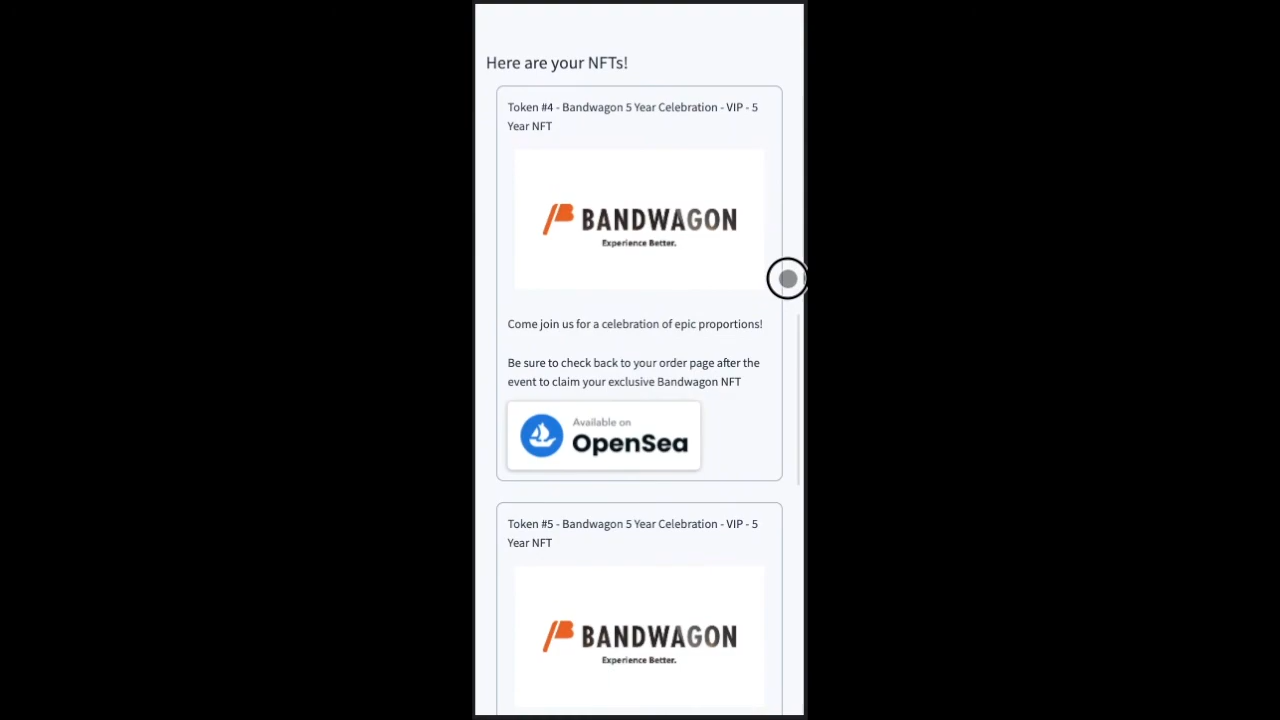 Here are your NFTs!
Token #4 - Bandwagon 5 Year Celebration - VIP - 5
Year NFT
BANDWAGON
Experience Better.
Come join us for a celebration of epic proportions!
Be sure to check back to your order page after the
event to claim your exclusive Bandwagon NFT
Available on
OpenSea
Token #5 - Bandwagon 5 Year Celebration - VIP - 5
Year NFT
BANDWAGON
Experience Better.